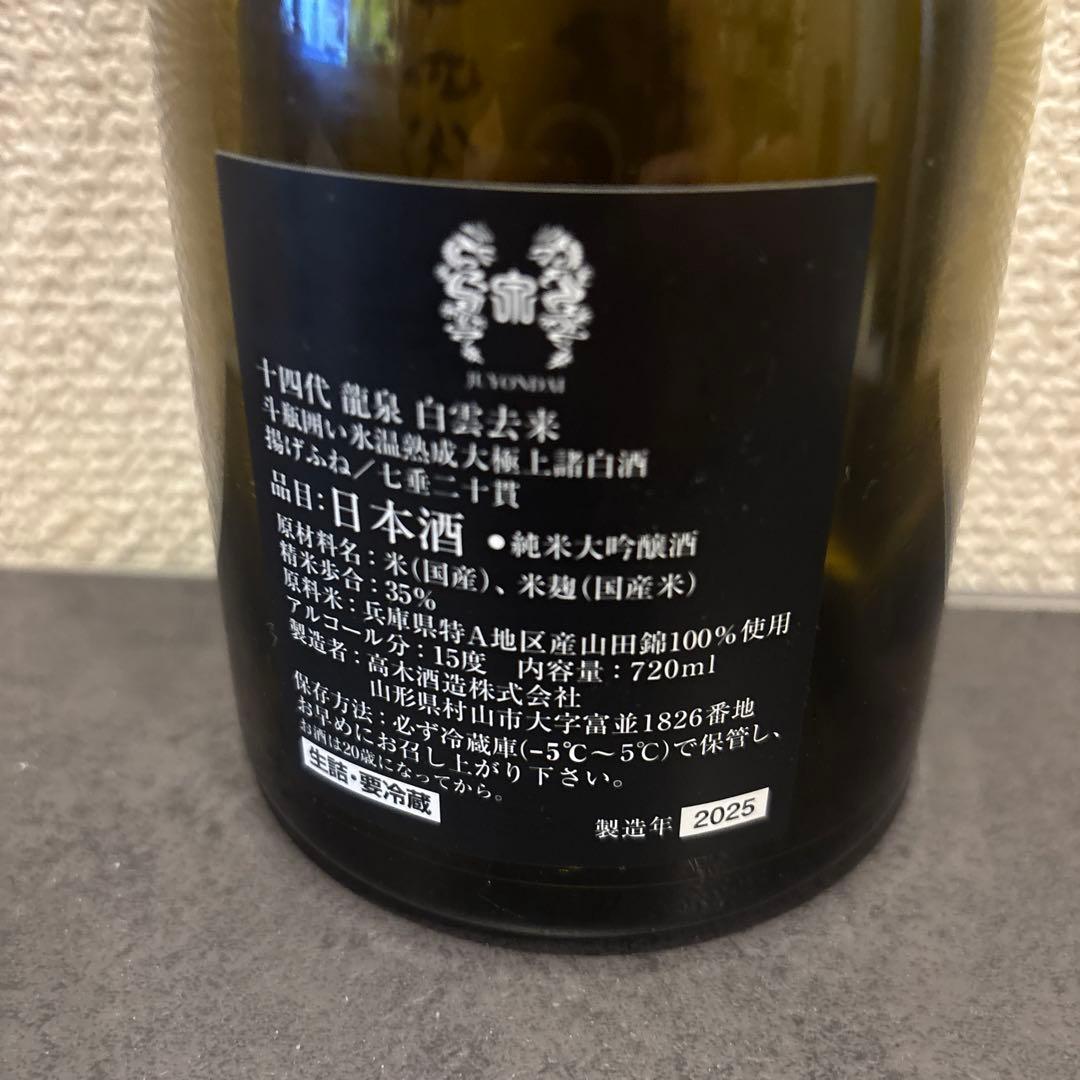 JUYONDAI
十四代 龍泉 白雲去来
斗瓶囲い氷温熟成大極上諸白酒
揚げふね／七垂二十貫
品目：日本酒 ●純米大吟醸酒
原材料名：米（国産）、米麹（国産米）
精米歩合：35%
原料米：兵庫県特A地区産山田錦100%使用
アルコール分：15度 内容量：720ml
製造者：高木酒造株式会社
山形県村山市大字富並1826番地
保存方法：必ず冷蔵庫(-5℃～5℃)で保管し、
お早めにお召し上がり下さい。
お酒は20歳になってから。
生詰・要冷蔵
製造年 2025